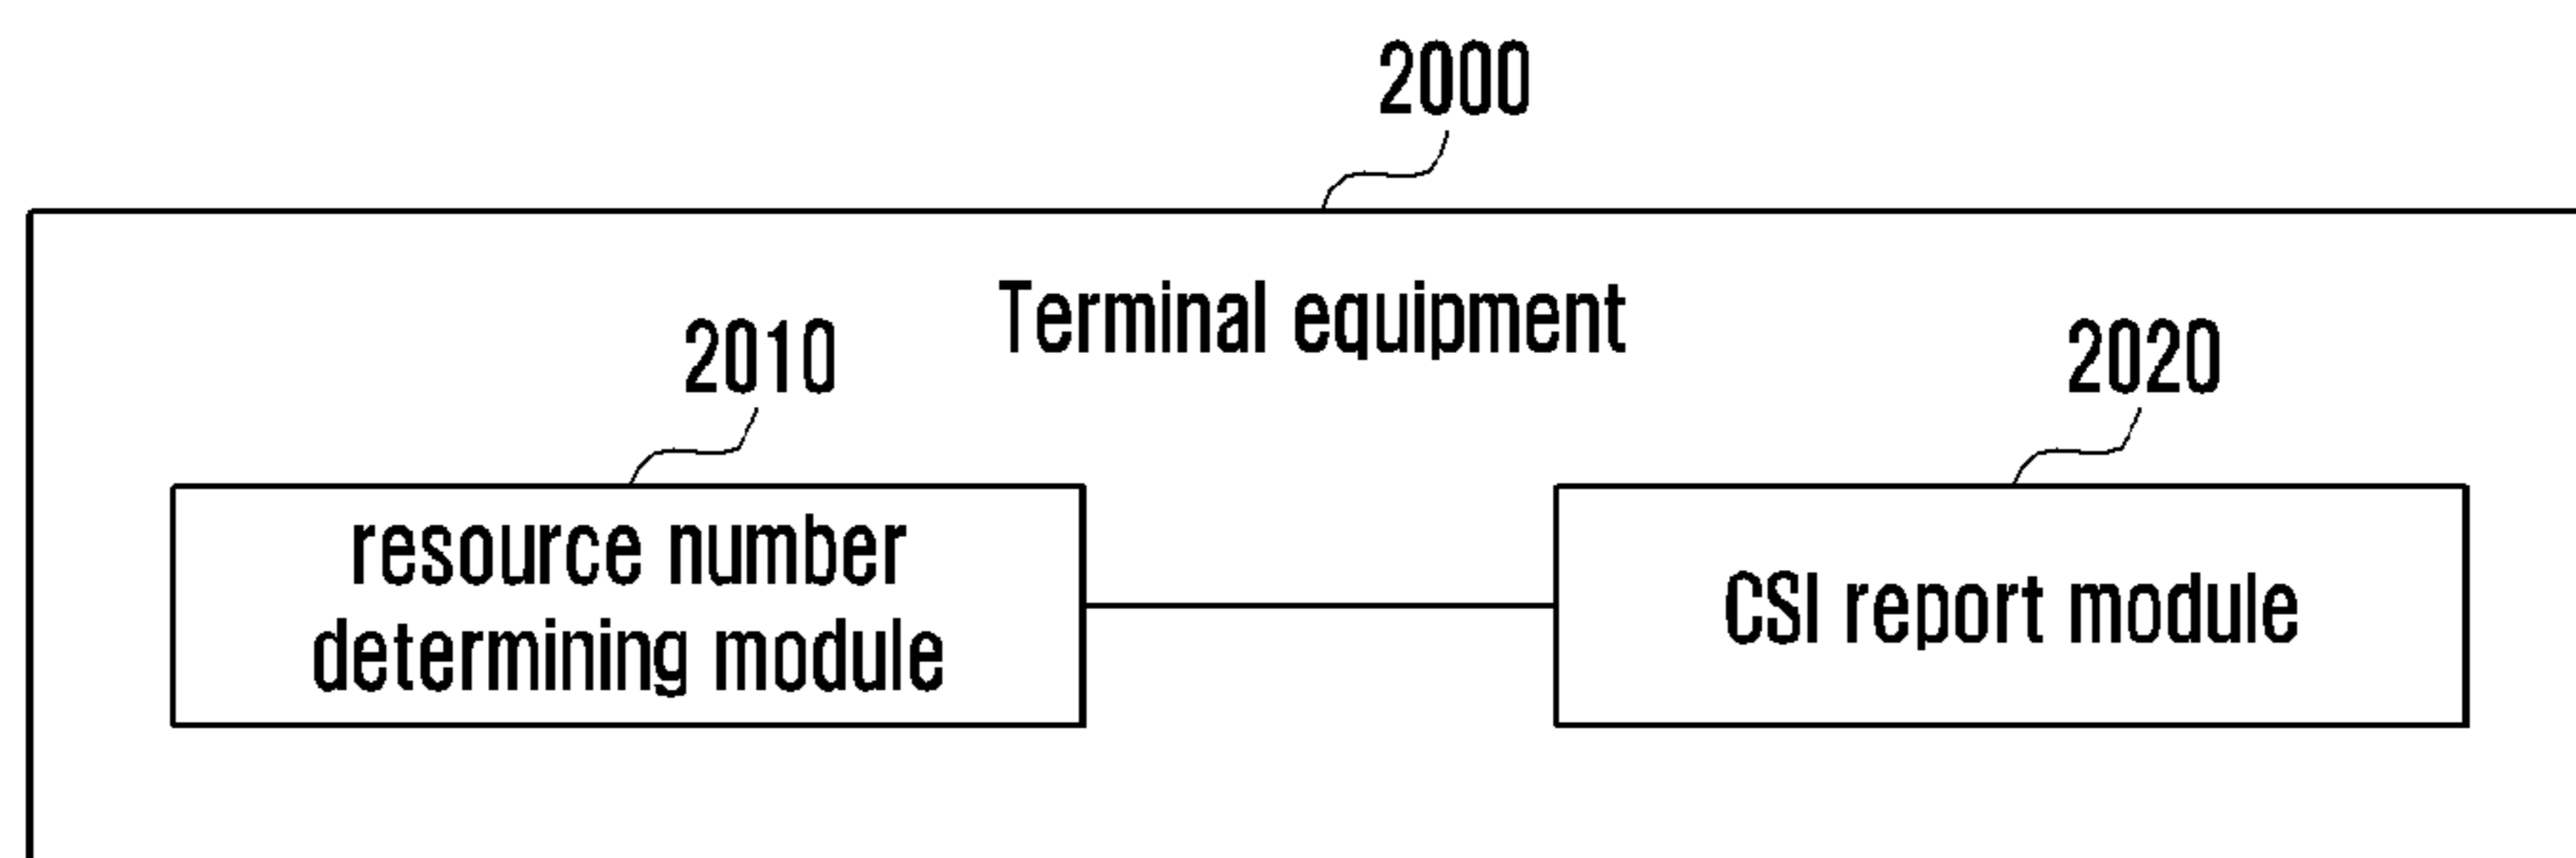 2000
Terminal equipment
2010
2020
resource number
determining module
CSI report module